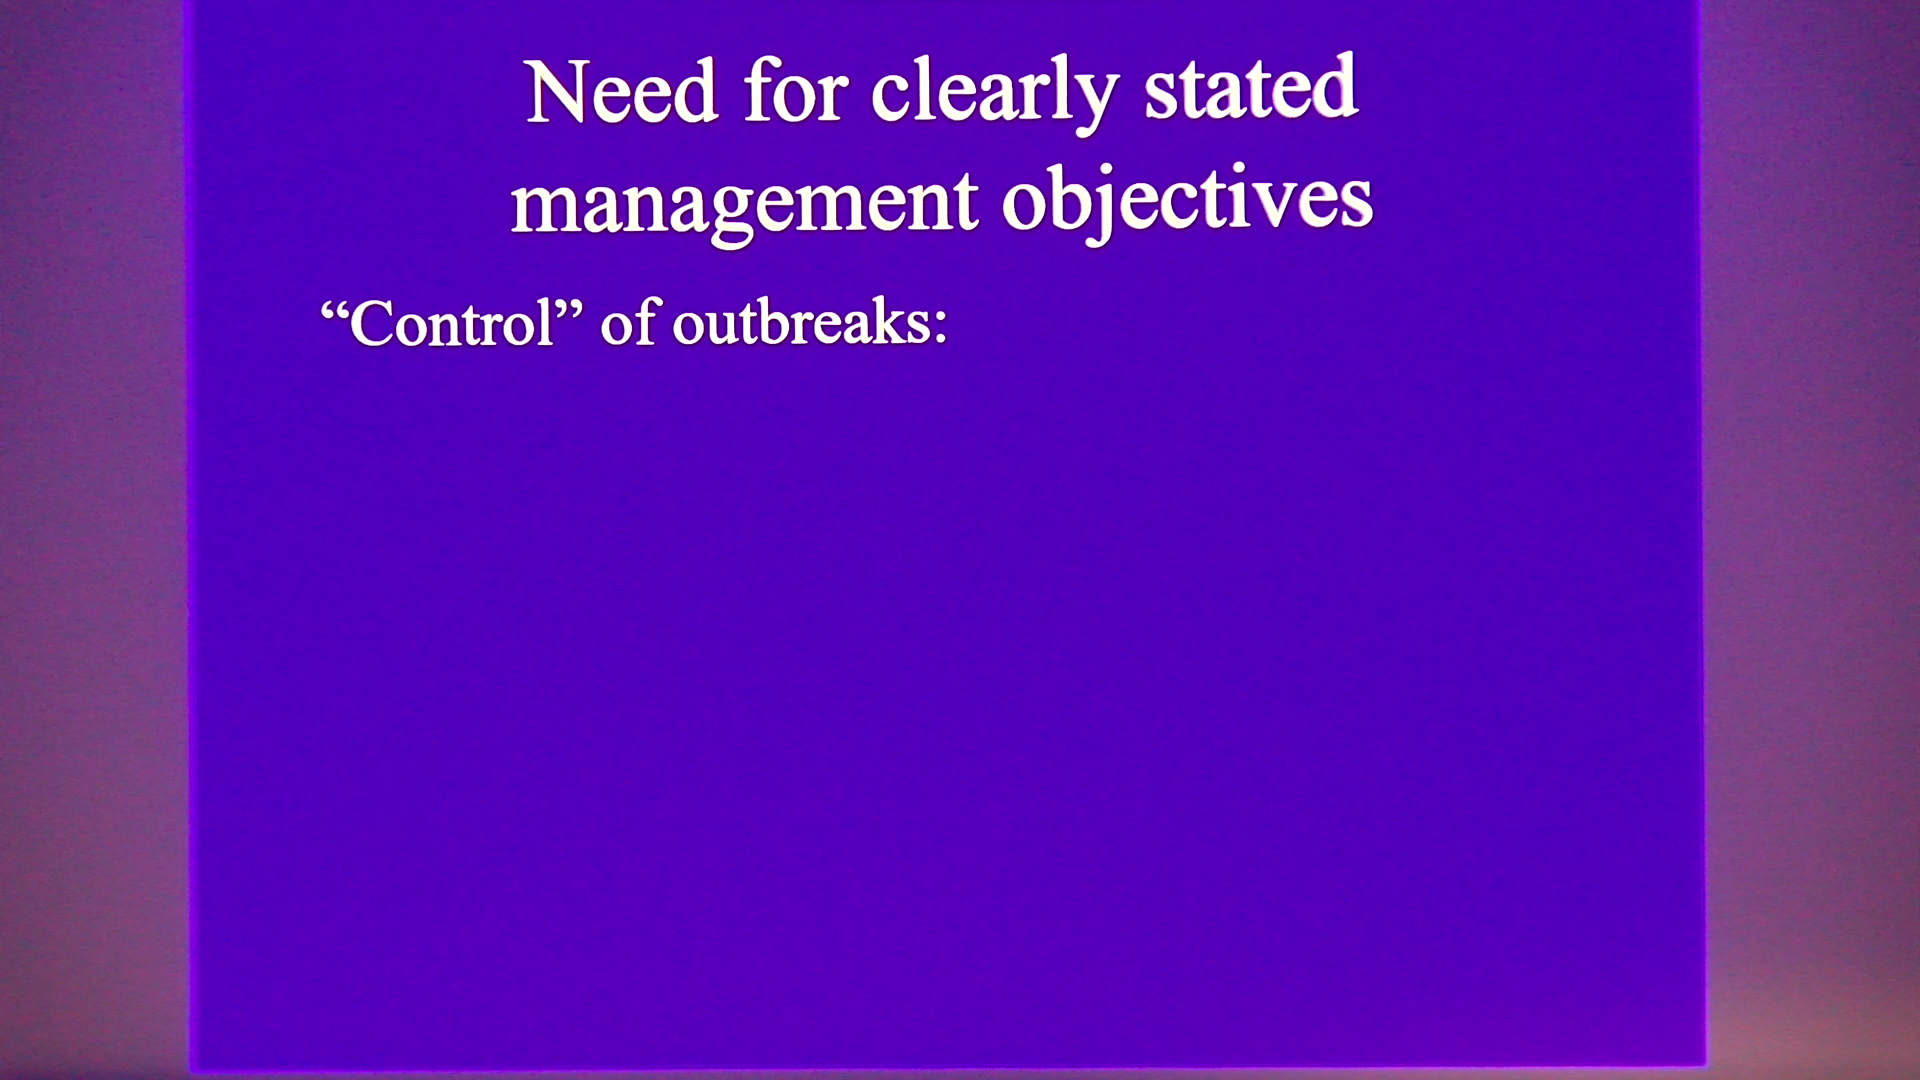 Need for clearly stated
management objectives
“Control” of outbreaks: